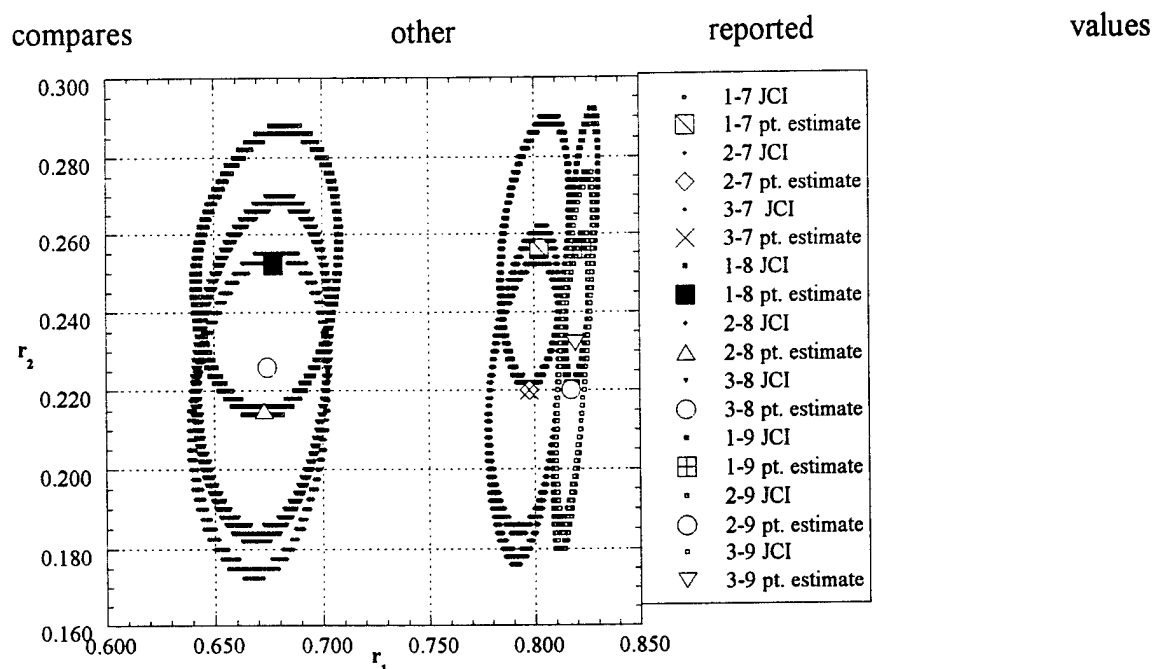 compares other reported values
0.300
0.280
0.260
0.240
r2
0.220
0.200
0.180
0.160
0.600 0.650 0.700 0.750 0.800 0.850
r1
1-7 JCI
1-7 pt. estimate
2-7 JCI
2-7 pt. estimate
3-7 JCI
3-7 pt. estimate
1-8 JCI
1-8 pt. estimate
2-8 JCI
2-8 pt. estimate
3-8 JCI
3-8 pt. estimate
1-9 JCI
1-9 pt. estimate
2-9 JCI
2-9 pt. estimate
3-9 JCI
3-9 pt. estimate